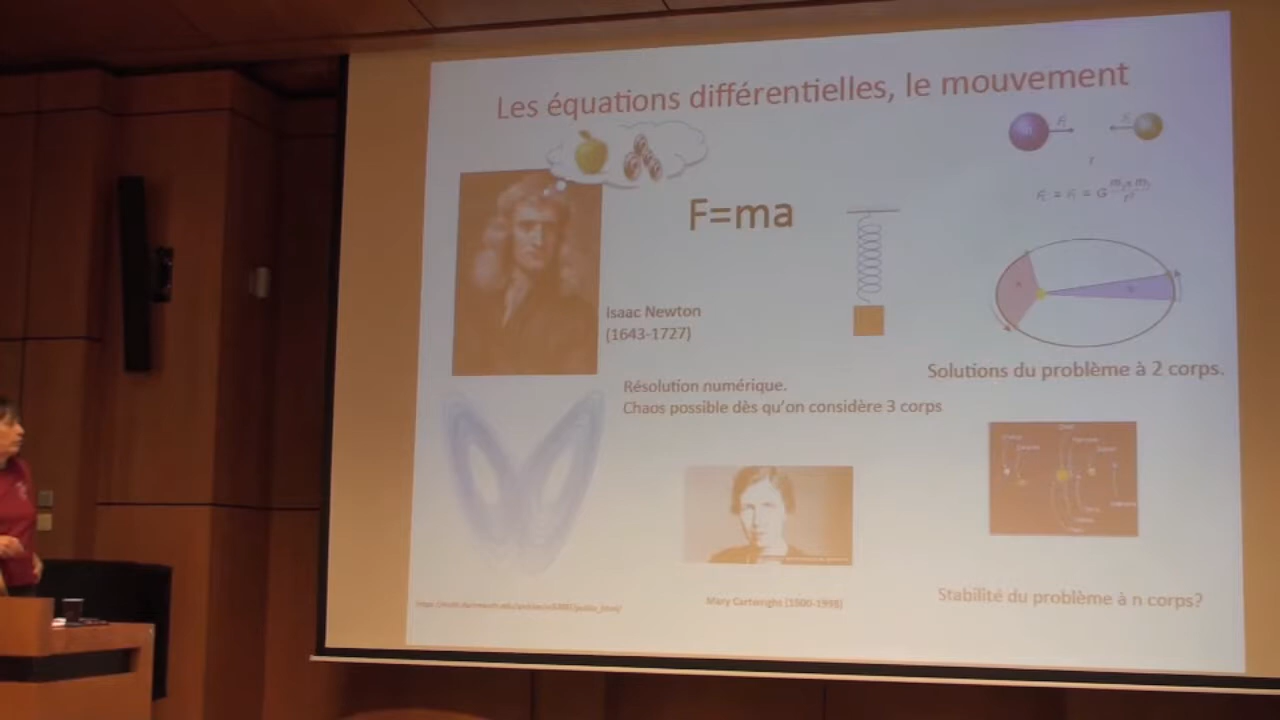 Les équations différentielles, le mouvement
F=ma
Isaac Newton
(1643-1727)
Solutions du problème à 2 corps.
Résolution numérique.
Chaos possible dès qu'on considère 3 corps
Mary Cartwright (1900-1998)
Stabilité du problème à n corps?